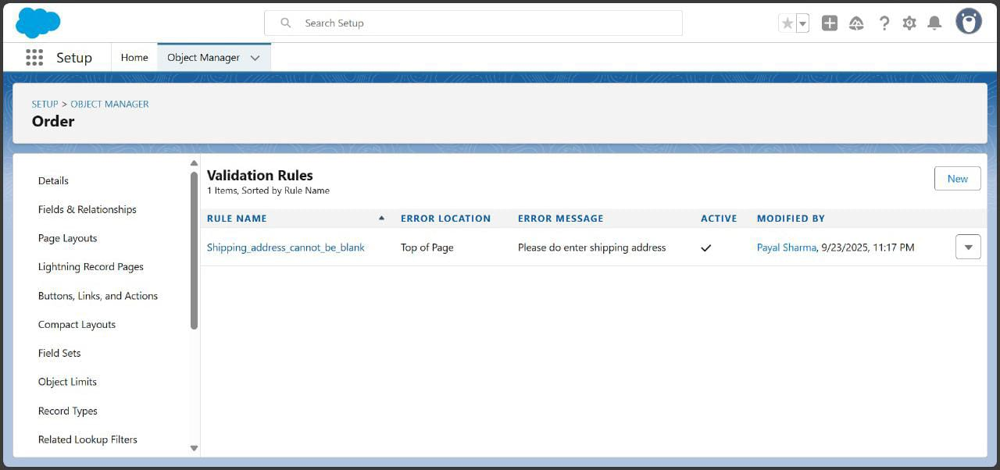 Search Setup
Setup
Home
Object Manager
SETUP > OBJECT MANAGER
Order
Details
Fields & Relationships
Page Layouts
Lightning Record Pages
Buttons, Links, and Actions
Compact Layouts
Field Sets
Object Limits
Record Types
Related Lookup Filters
Validation Rules
1 Items, Sorted by Rule Name
New
RULE NAME ERROR LOCATION ERROR MESSAGE ACTIVE MODIFIED BY
Shipping_address_cannot_be_blank Top of Page Please do enter shipping address Payal Sharma, 9/23/2025, 11:17 PM